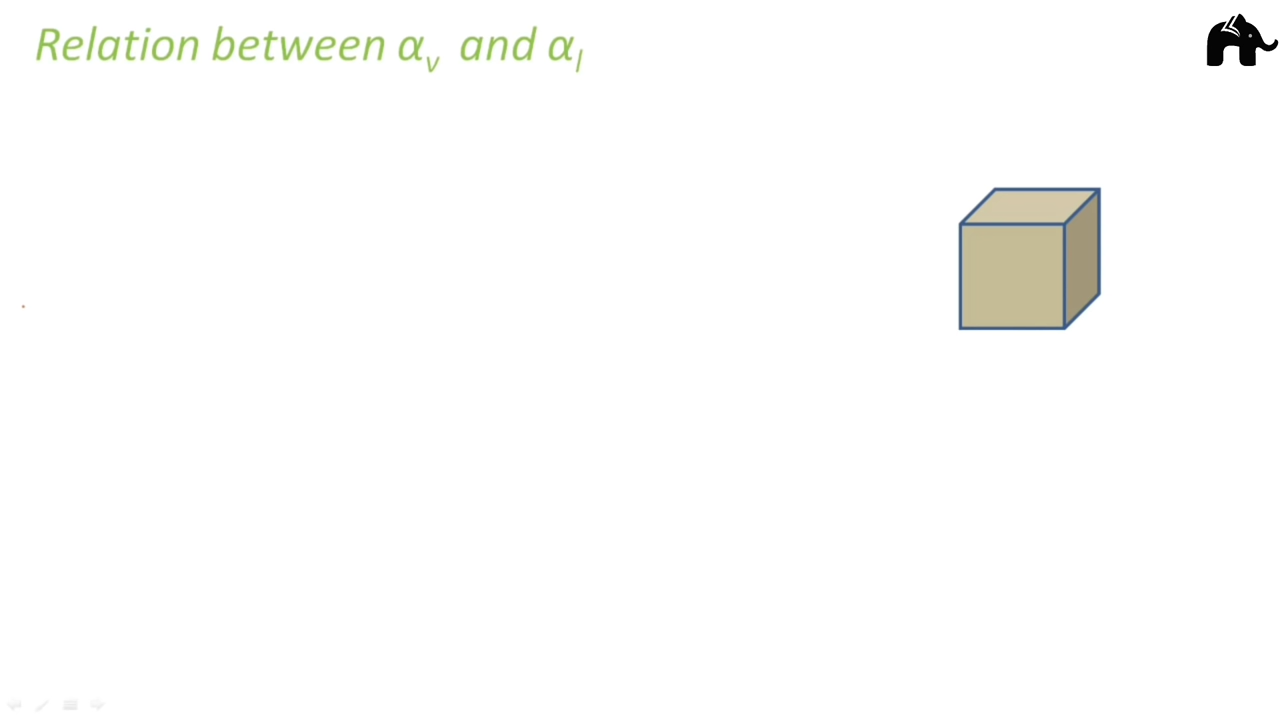 Relation between αᵥ and αₗ